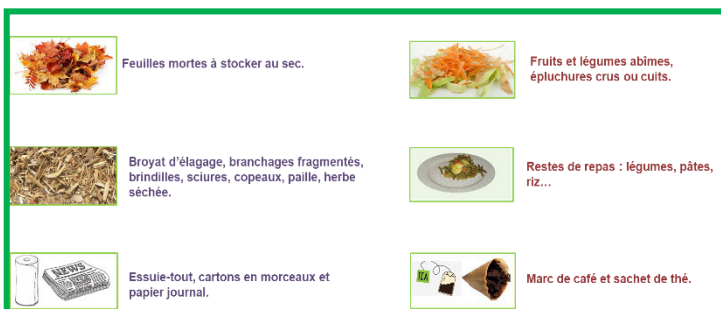 Feuilles mortes à stocker au sec.
Fruits et légumes abîmes,
épluchures crus ou cuits.
Broyat d'élagage, branchages fragmentés,
brindilles, sciures, copeaux, paille, herbe
séchée.
Restes de repas : légumes, pâtes,
riz…
NEWS
Essuie-tout, cartons en morceaux et
papier journal.
TEA
Marc de café et sachet de thé.